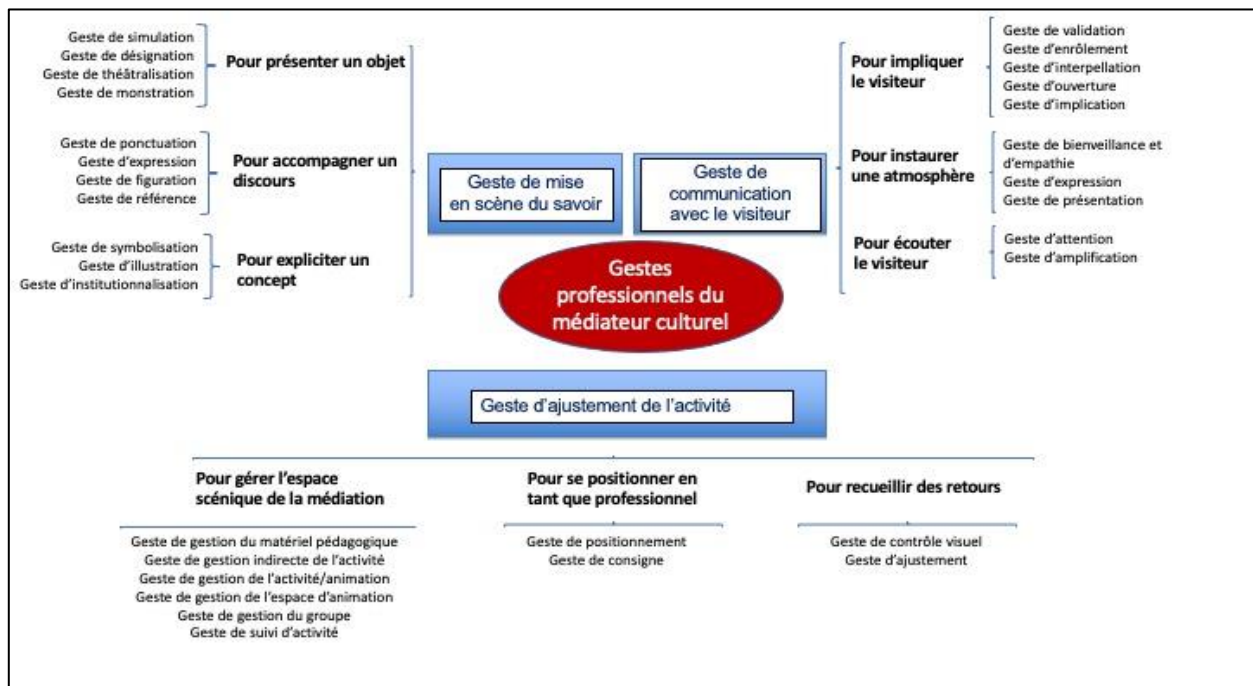 Geste de simulation
Geste de désignation
Geste de théâtralisation
Geste de monstration
Pour présenter un objet
Geste de ponctuation
Geste d'expression
Geste de figuration
Geste de référence
Pour accompagner un
discours
Geste de symbolisation
Geste d'illustration
Geste d'institutionnalisation
Pour expliciter un
concept
Geste de mise
en scène du savoir
Geste de
communication
avec le visiteur
Pour impliquer
le visiteur
Geste de validation
Geste d'enrôlement
Geste d'interpellation
Geste d'ouverture
Geste d'implication
Pour instaurer
une atmosphère
Geste de bienveillance et
d'empathie
Geste d'expression
Geste de présentation
Pour écouter
le visiteur
Geste d'attention
Geste d'amplification
Gestes
professionnels du
médiateur culturel
Geste d'ajustement de l'activité
Pour gérer l'espace
scénique de la médiation
Geste de gestion du matériel pédagogique
Geste de gestion indirecte de l'activité
Geste de gestion de l'activité/animation
Geste de gestion de l'espace d'animation
Geste de gestion du groupe
Geste de suivi d'activité
Pour se positionner en
tant que professionnel
Geste de positionnement
Geste de consigne
Pour recueillir des retours
Geste de contrôle visuel
Geste d'ajustement